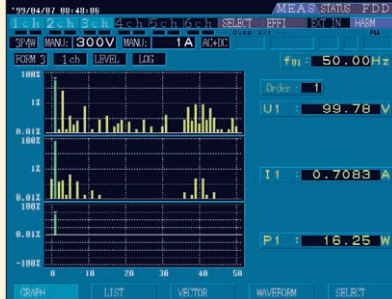 '99/04/07 08:48:06 MEAS STATUS FDD
1ch 2ch 3ch 4ch 5ch 6ch SELECT EFFI EXT IN HARM
3P4W MANU: 300V MANU: 1A AC+DC
FORM 3 1ch LEVEL LOG
fU1: 50.00Hz
100%
1%
0.01%
100%
1%
0.01%
100%
0.01%
-100%
0 10 20 30 40 50
Order: 1
U1 : 99.78 V
I1 : 0.7083 A
P1 : 16.25 W
GRAPH LIST VECTOR WAVEFORM SELECT